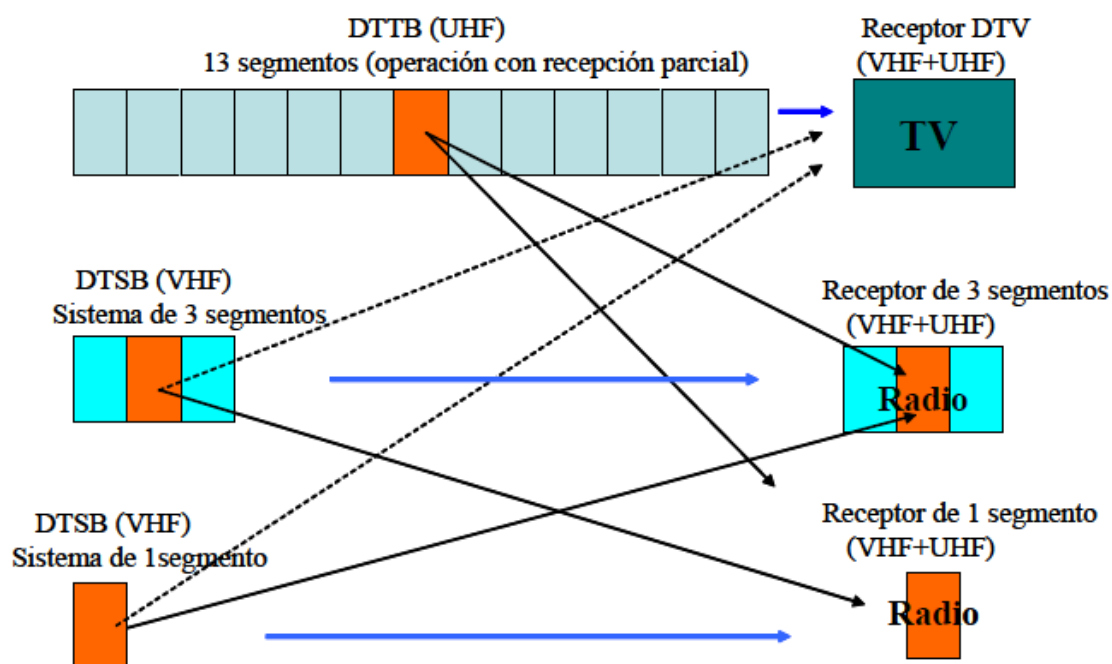 DTTB (UHF)
13 segmentos (operación con recepción parcial)
Receptor DTV
(VHF+UHF)
TV
DTSB (VHF)
Sistema de 3 segmentos
Receptor de 3 segmentos
(VHF+UHF)
Radio
DTSB (VHF)
Sistema de 1segmento
Receptor de 1 segmento
(VHF+UHF)
Radio